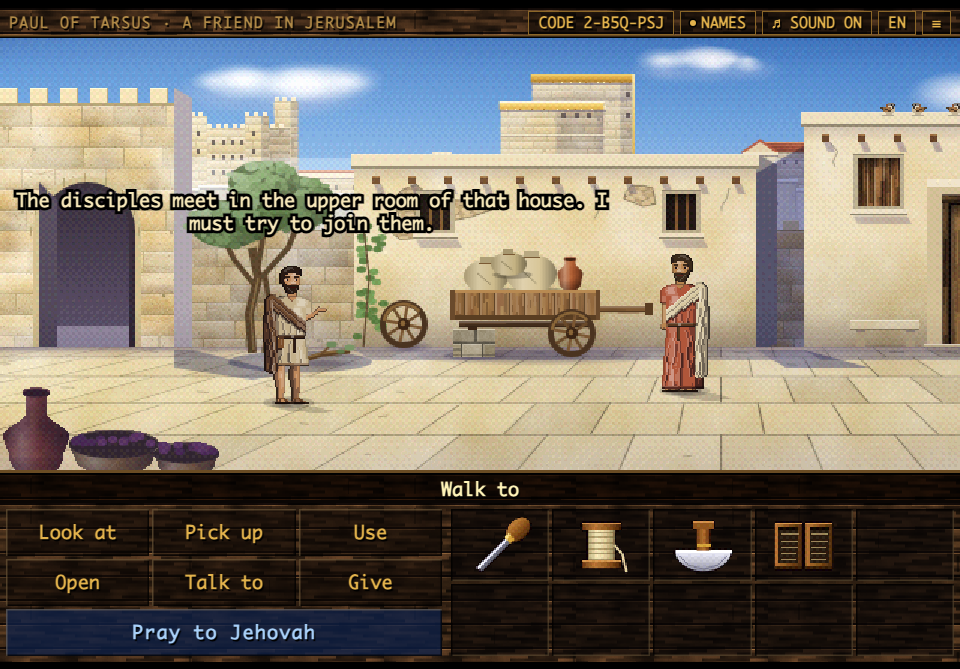 PAUL OF TARSUS · A FRIEND IN JERUSALEM
CODE 2-B5Q-PSJ
• NAMES
♬ SOUND ON
EN
≡
The disciples meet in the upper room of that house. I
must try to join them.
Walk to
Look at
Pick up
Use
Open
Talk to
Give
Pray to Jehovah